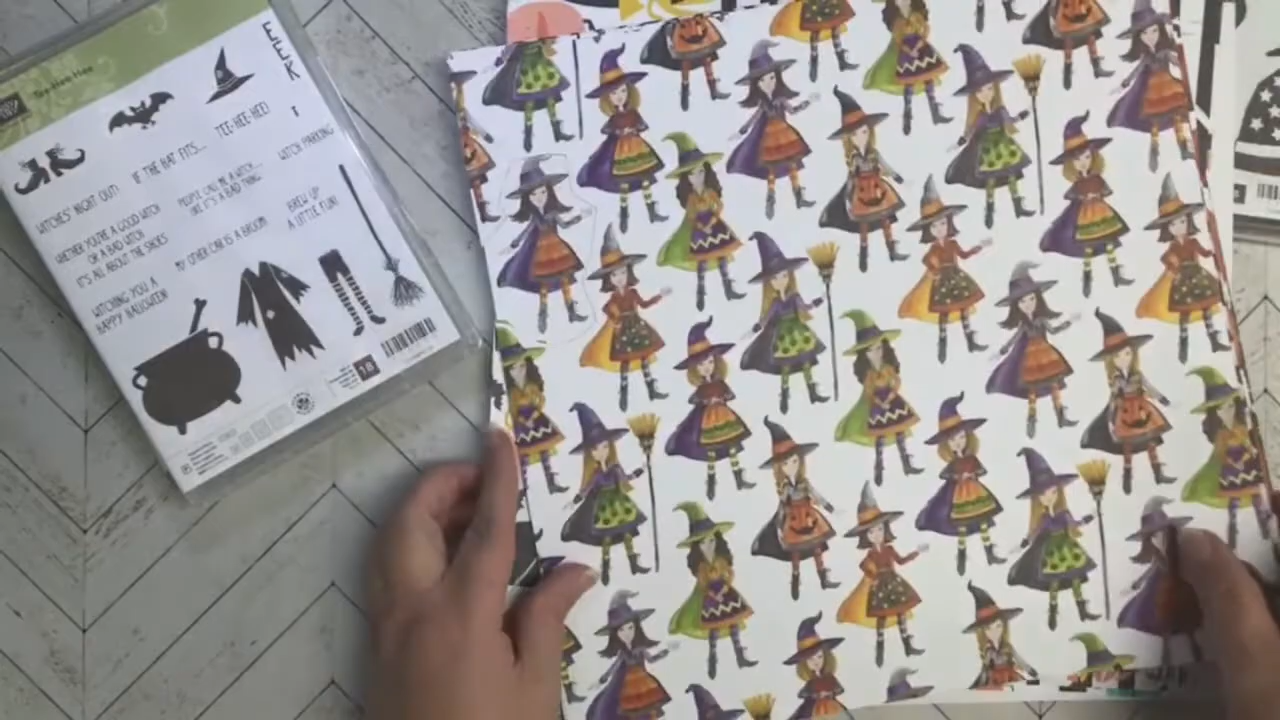 Tee-Hee-Hee
EEK
!
TEE-HEE-HEE!
IF THE HAT FITS...
WITCH PARKING
WITCHES' NIGHT OUT!
PEOPLE CALL ME A WITCH...
LIKE IT'S A BAD THING
WHETHER YOU'RE A GOOD WITCH
OR A BAD WITCH
IT'S ALL ABOUT THE SHOES
MY OTHER CAR IS A BROOM!
BREW UP
A LITTLE FUN!
WITCHING YOU A
HAPPY HALLOWEEN!
18